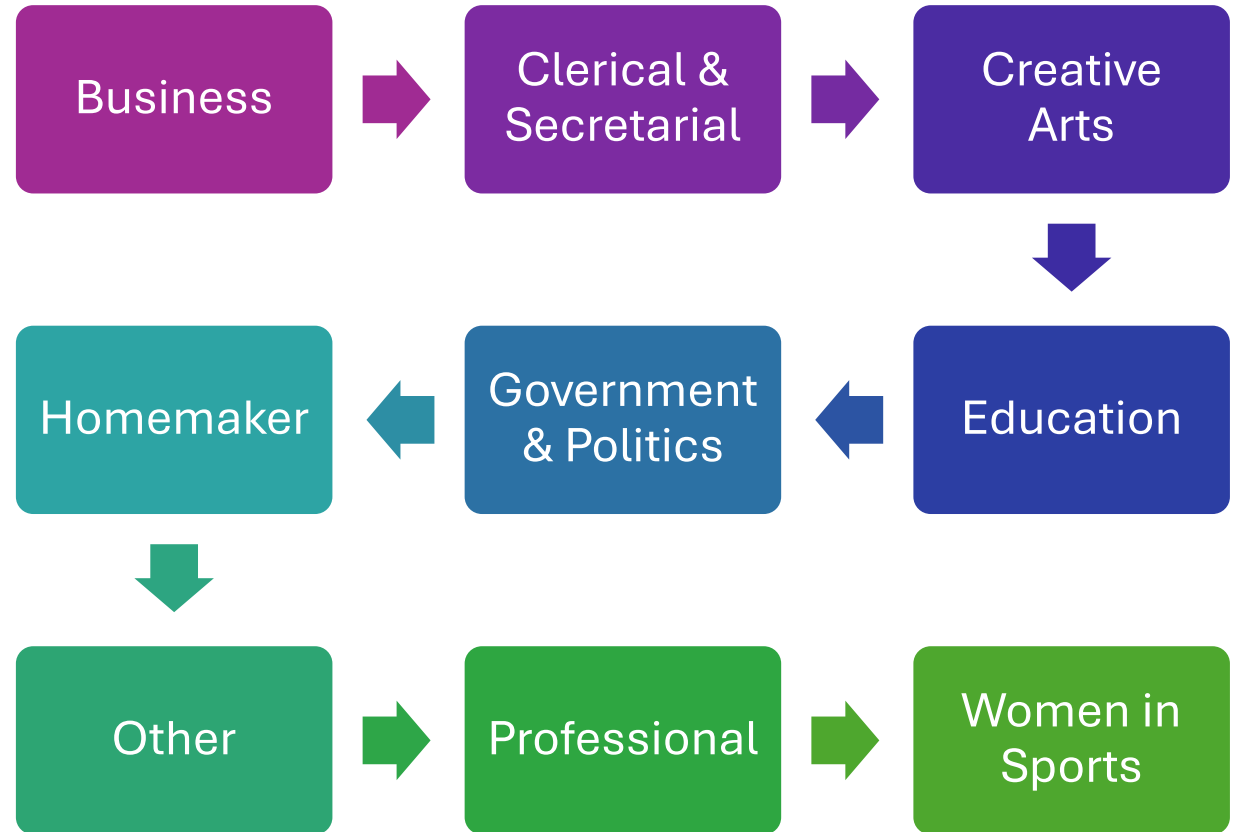 Business
Clerical &
Secretarial
Creative
Arts
Education
Government
& Politics
Homemaker
Other
Professional
Women in
Sports